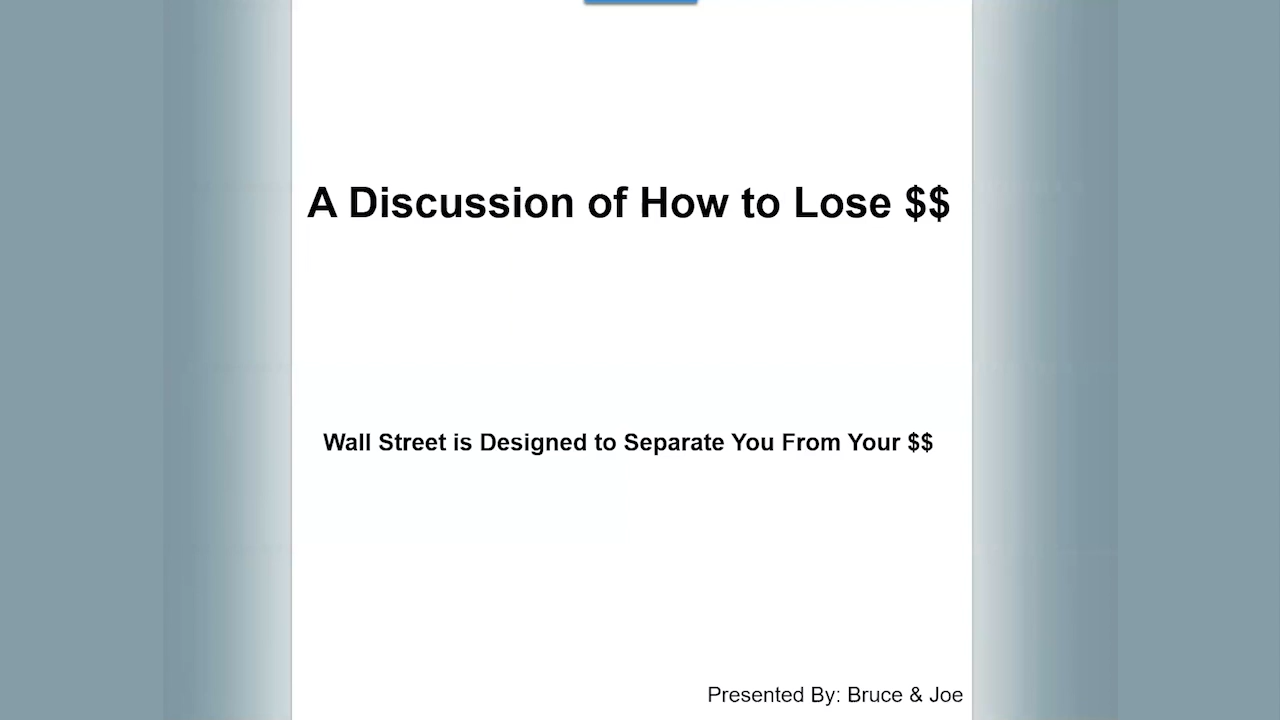 A Discussion of How to Lose $$
Wall Street is Designed to Separate You From Your $$
Presented By: Bruce & Joe